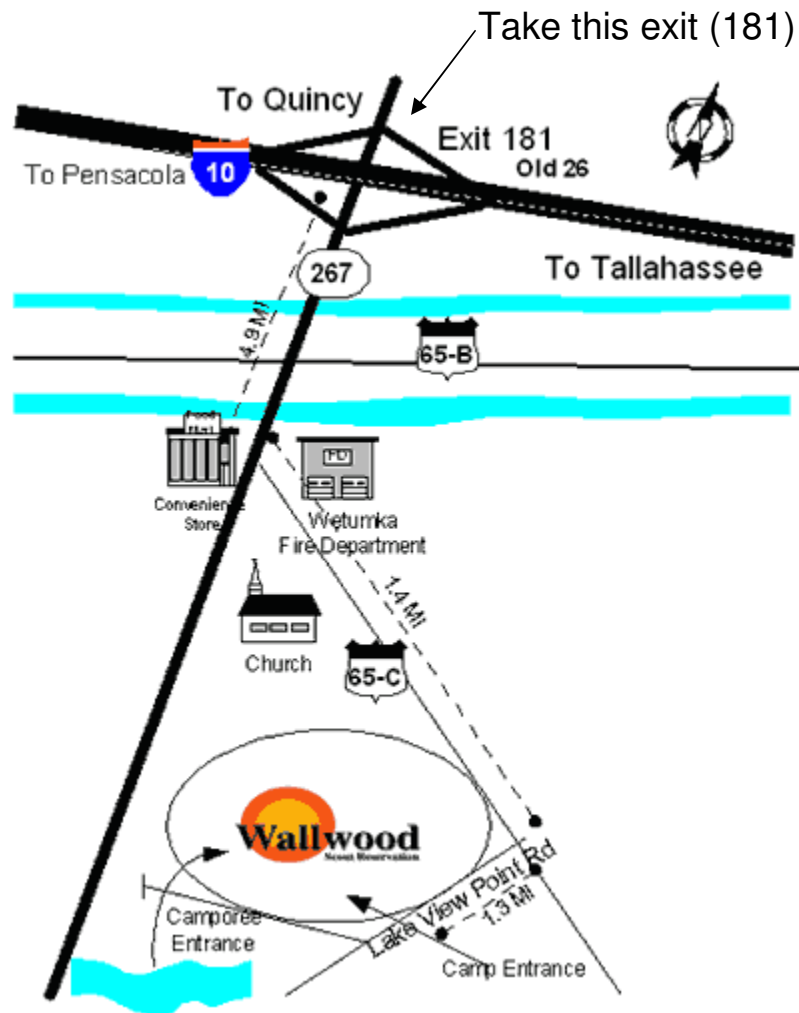 Take this exit (181)
To Quincy
Exit 181
Old 26
To Pensacola
10
To Tallahassee
267
4.9 MI
65-B
FD
Convenience
Store
Wetumka
Fire Department
1.4 MI
Church
65-C
Wallwood
Scout Reservation
Lake View Point Rd
1.3 MI
Camporee
Entrance
Camp Entrance